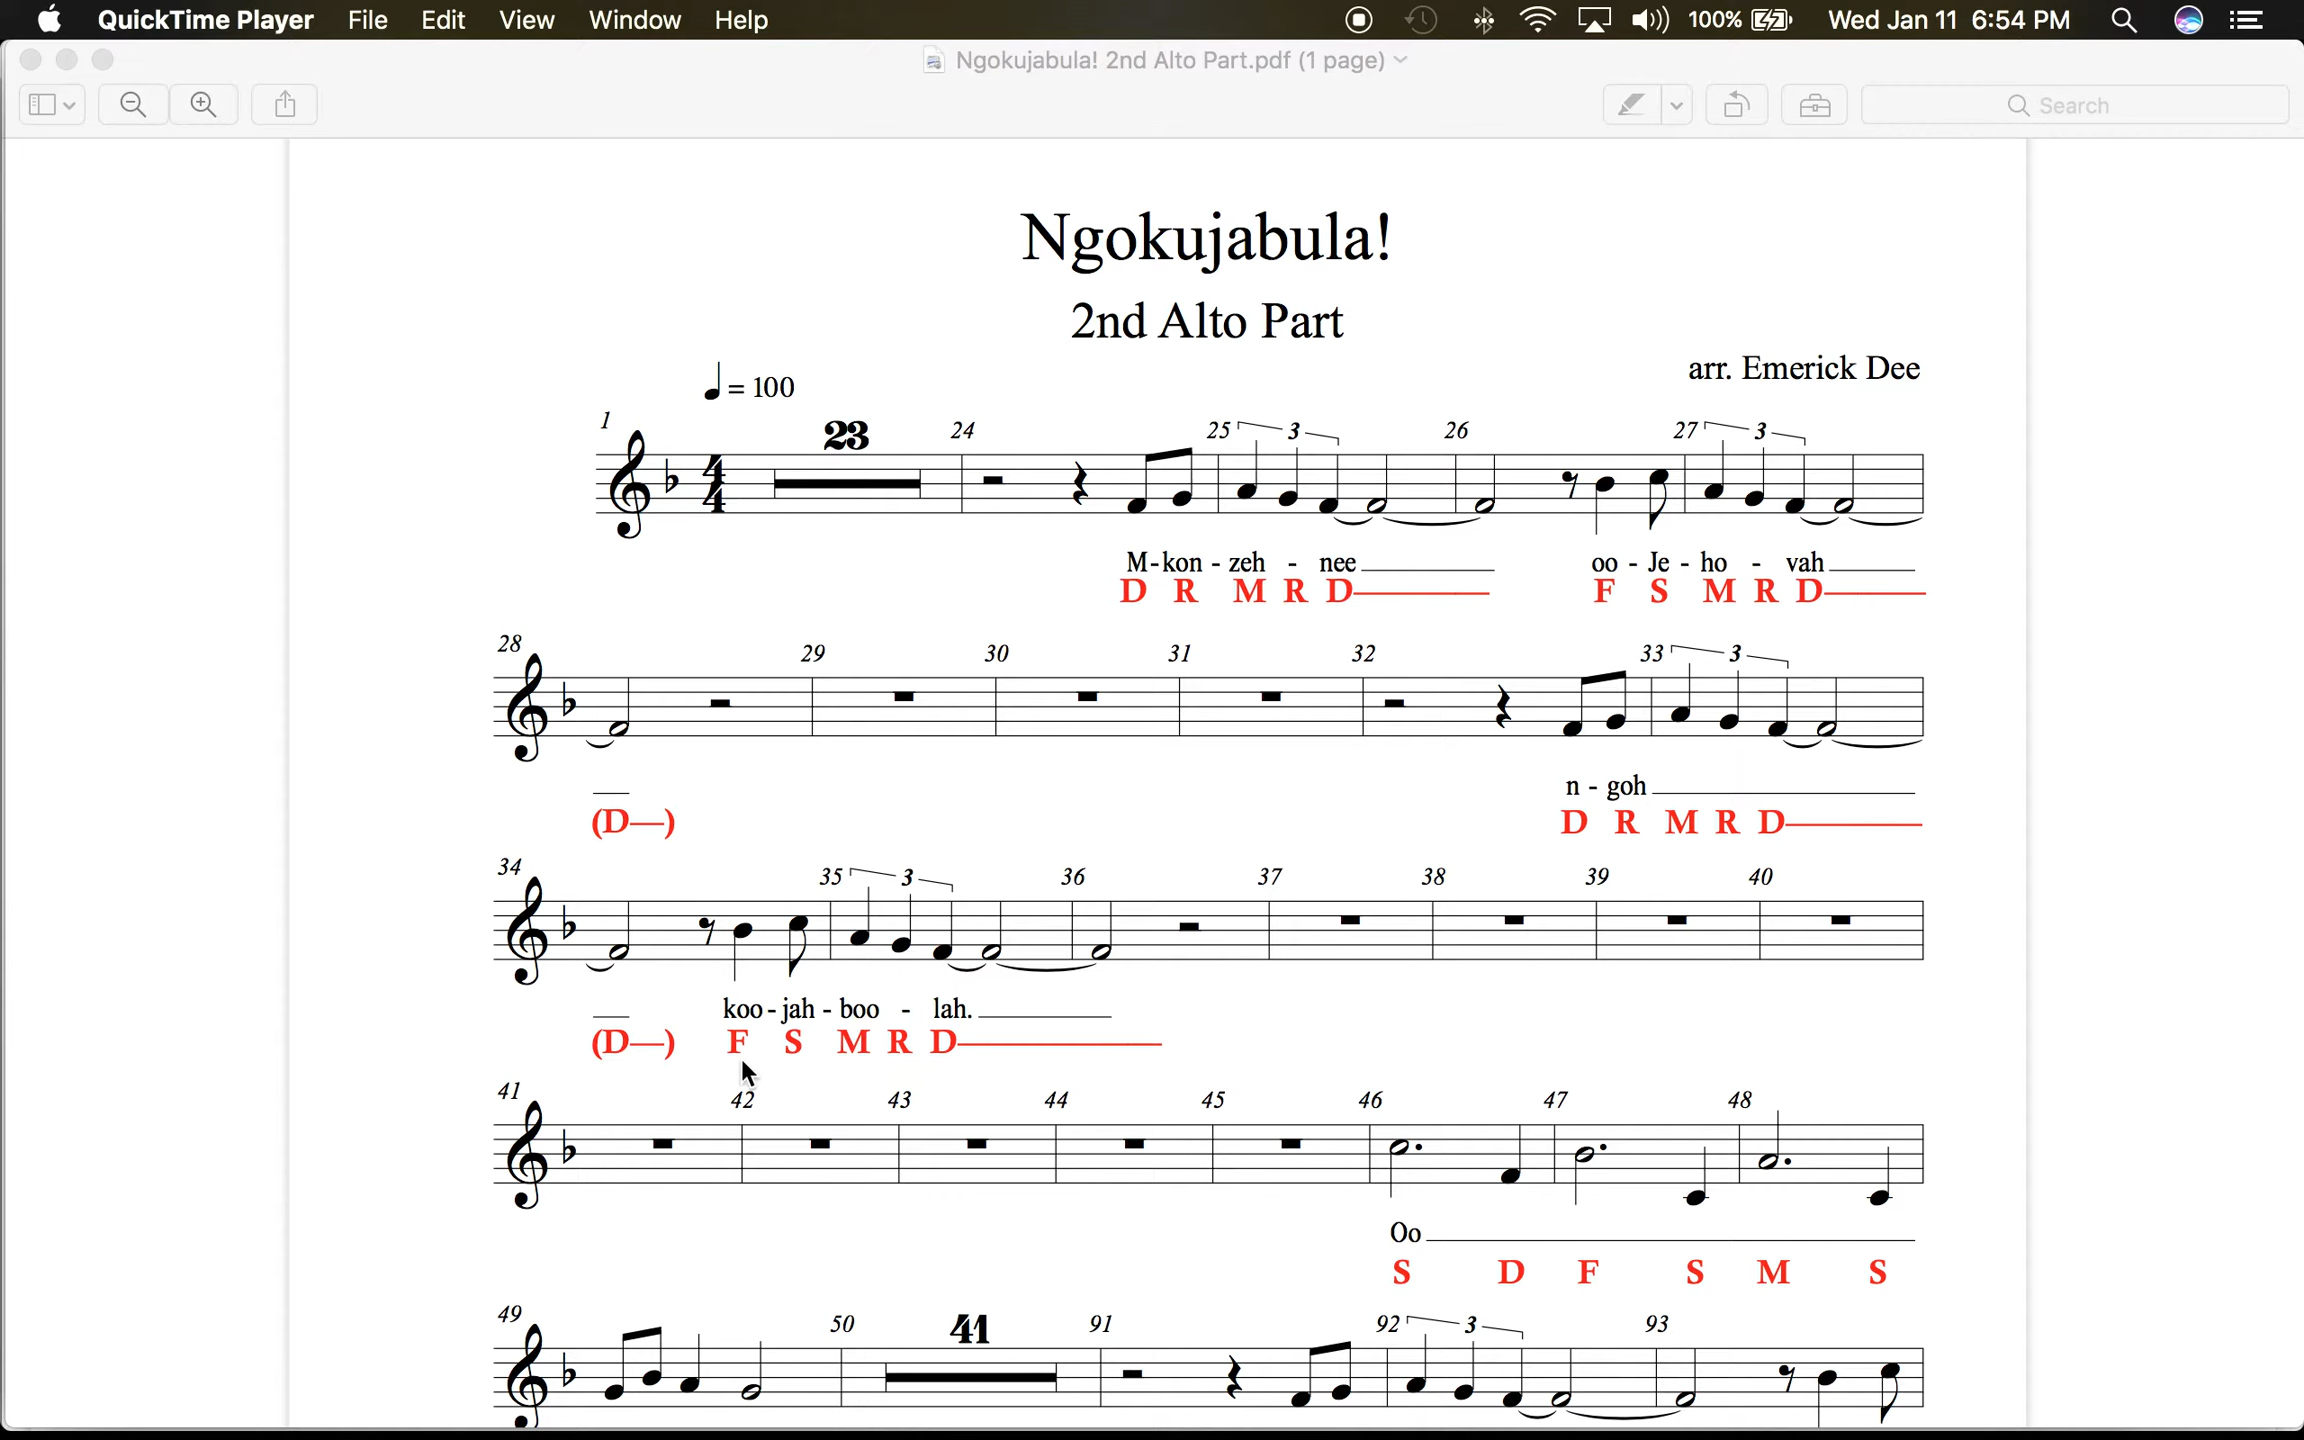 QuickTime Player File Edit View Window Help 100% Wed Jan 11 6:54 PM
Ngokujabula! 2nd Alto Part.pdf (1 page)
Search
Ngokujabula!
2nd Alto Part
arr. Emerick Dee
= 100
1 23 24 25 3 26 27 3
4
4
M-kon - zeh - nee oo - Je - ho - vah
D R M R D F S M R D
28 29 30 31 32 33 3
n - goh
(D—) D R M R D
34 35 3 36 37 38 39 40
koo - jah - boo - lah.
(D—) F S M R D
41 42 43 44 45 46 47 48
Oo
S D F S M S
49 50 41 91 92 3 93